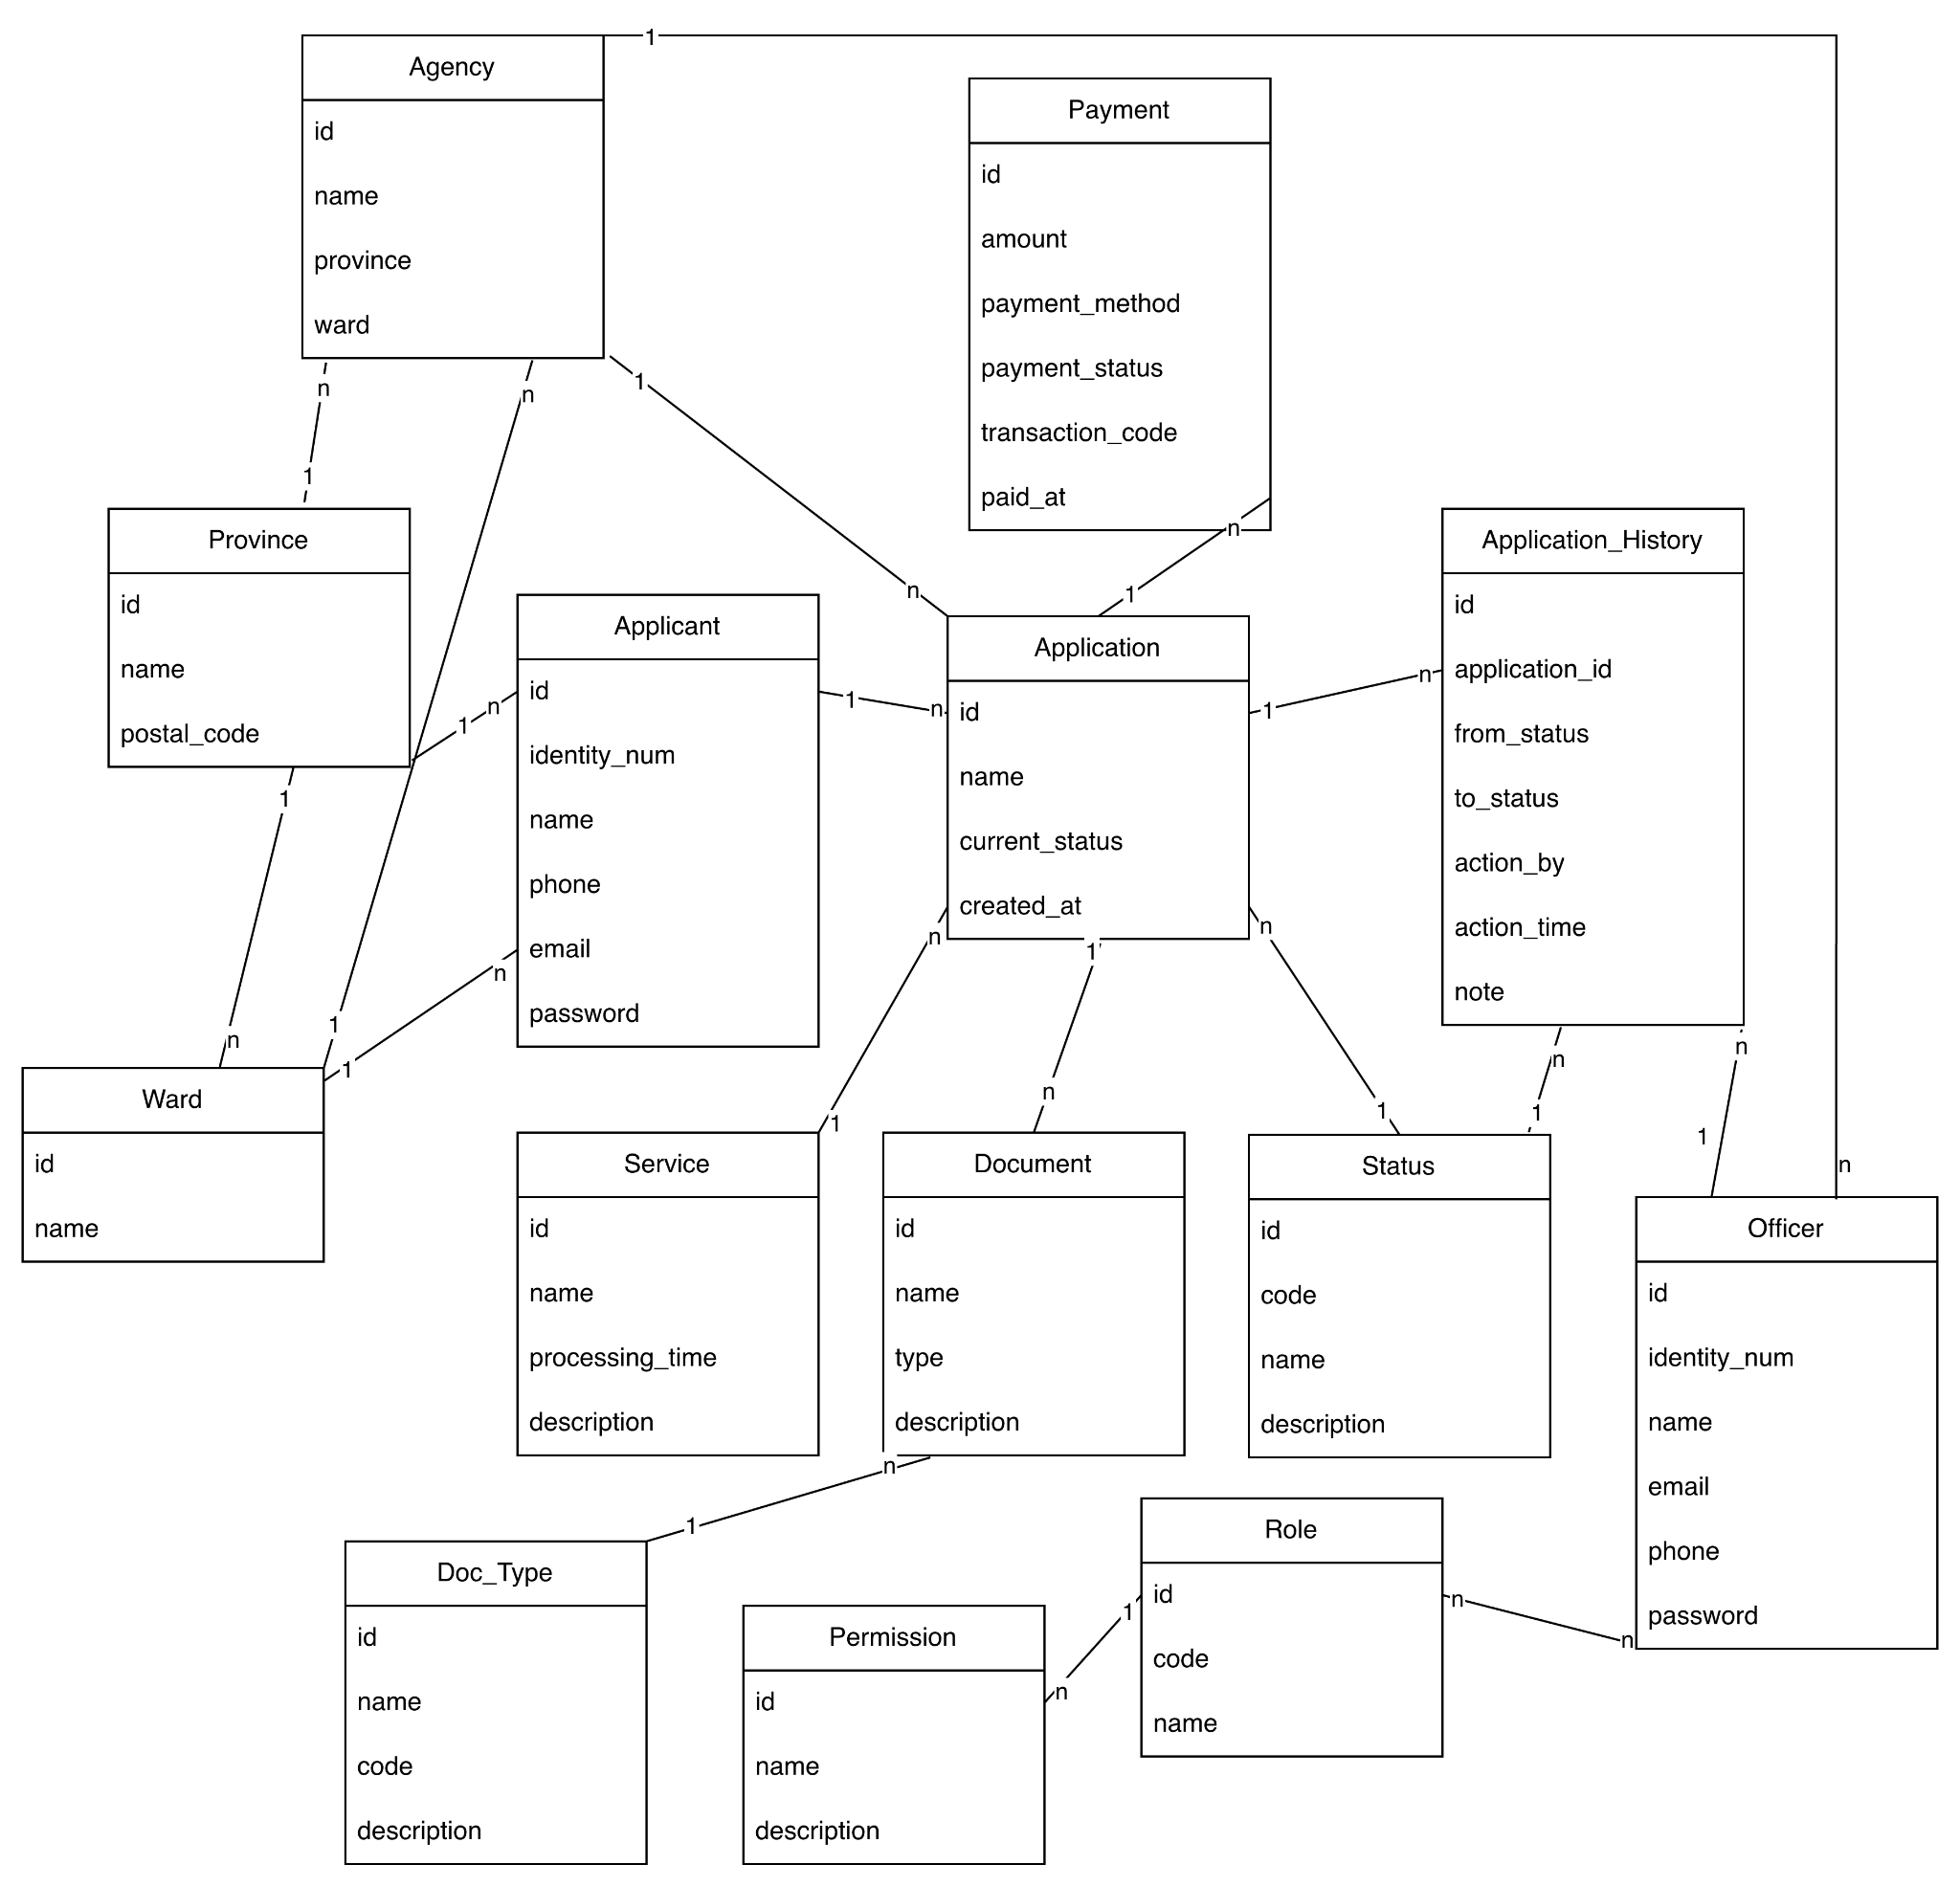 Agency
id
name
province
ward
1
n
n
1
Payment
id
amount
payment_method
payment_status
transaction_code
paid_at
n
1
n
1
Province
id
name
postal_code
1
n
1
n
Applicant
id
identity_num
name
phone
email
password
1
n
n
1
1
n
Application
id
name
current_status
created_at
1
n
n
1
n
Application_History
id
application_id
from_status
to_status
action_by
action_time
note
n
n
1
1
Ward
id
name
1
Service
id
name
processing_time
description
n
Document
id
name
type
description
1
Status
id
code
name
description
1
n
Officer
id
identity_num
name
email
phone
password
n
1
Doc_Type
id
name
code
description
Permission
id
name
description
n
1
Role
id
code
name
n
n